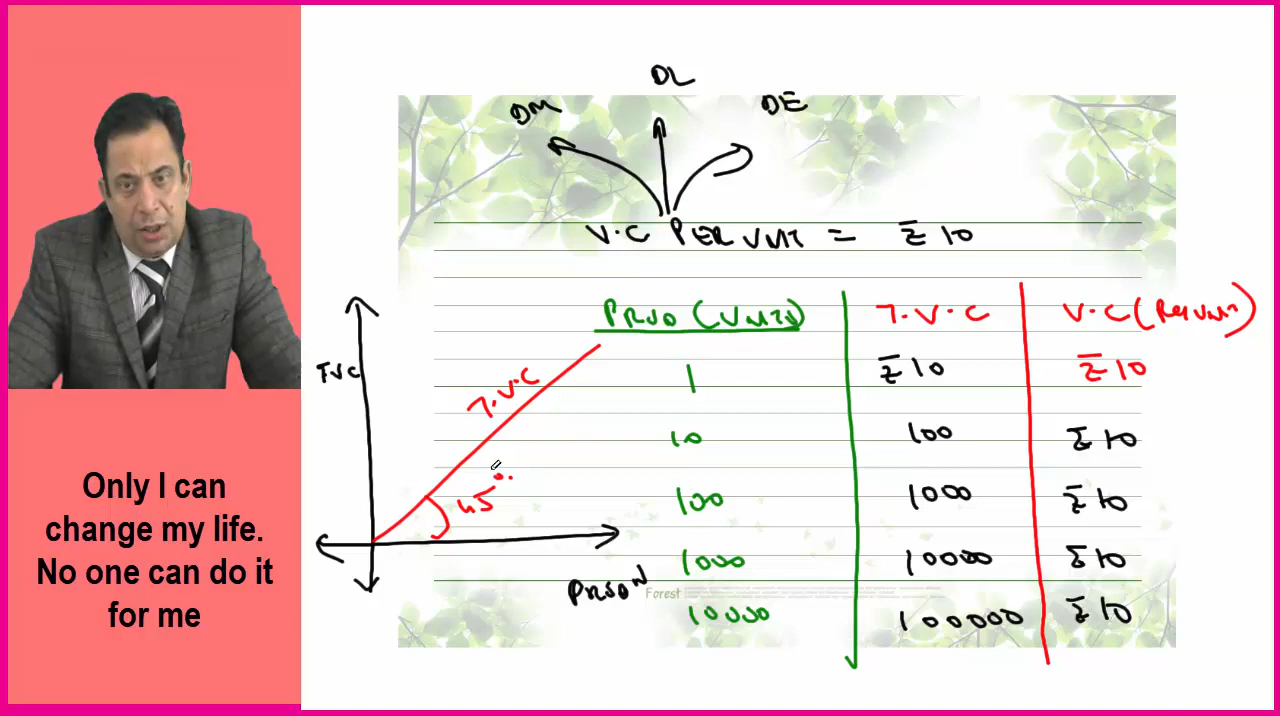 Only I can
change my life.
No one can do it
for me
DM DL DE
V.C PER UNIT = ₹ 10
PRSO (UNITS) T.V.C V.C (Per UNIT)
1 ₹ 10 ₹ 10
10 100 ₹ 10
100 1000 ₹ 10
1000 10000 ₹ 10
10000 100000 ₹ 10
TVC
T.V.C
45°
Forest